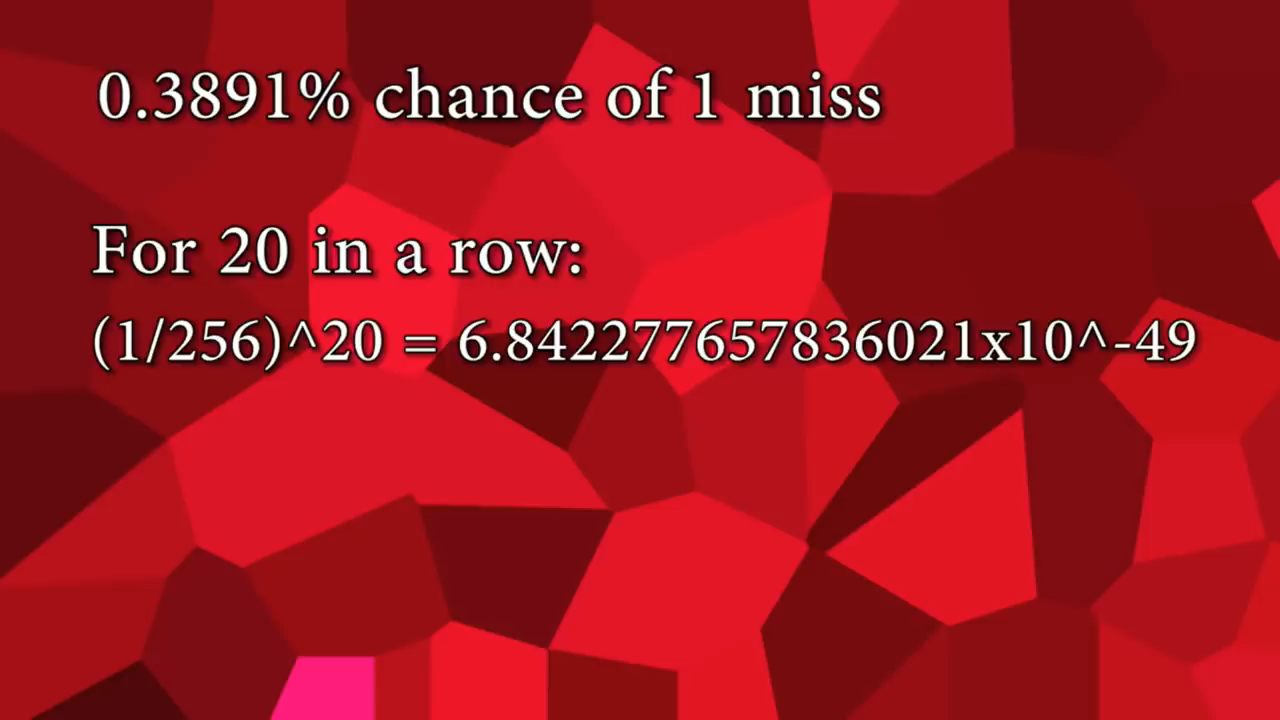 0.3891% chance of 1 miss
For 20 in a row:
(1/256)^20 = 6.842277657836021x10^-49